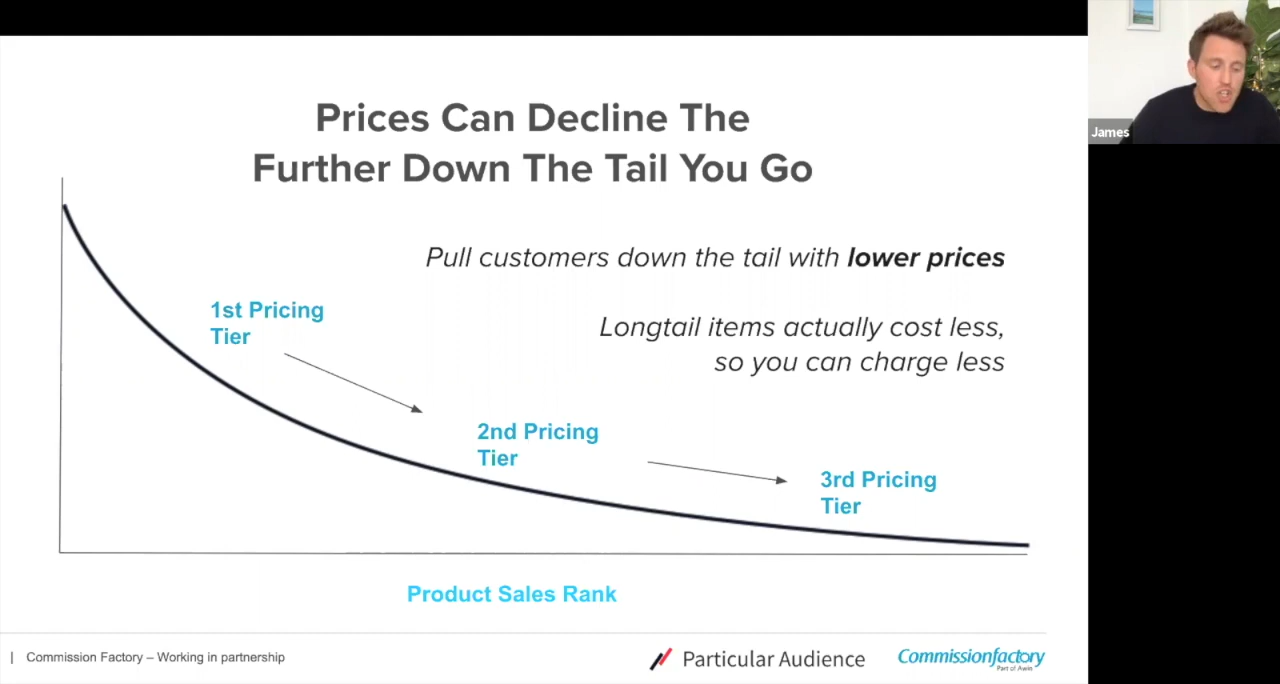 Prices Can Decline The
Further Down The Tail You Go
Pull customers down the tail with lower prices
Longtail items actually cost less,
so you can charge less
1st Pricing
Tier
2nd Pricing
Tier
3rd Pricing
Tier
Product Sales Rank
| Commission Factory – Working in partnership
Particular Audience
Commissionfactory
Part of Awin
James